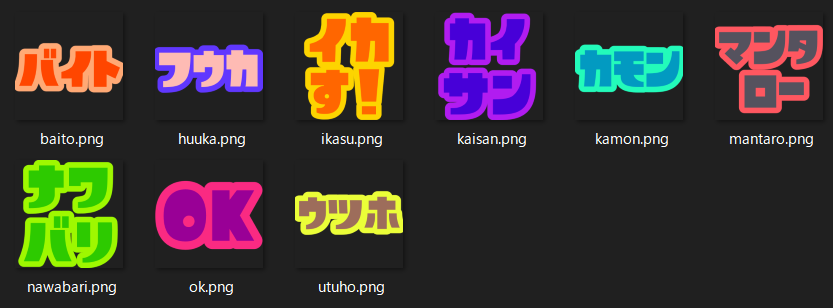 バイト
フウカ
イカ
す!
カイ
サン
カモン
マンタ
ロー
baito.png
huuka.png
ikasu.png
kaisan.png
kamon.png
mantaro.png
ナワ
バリ
OK
ウツホ
nawabari.png
ok.png
utuho.png